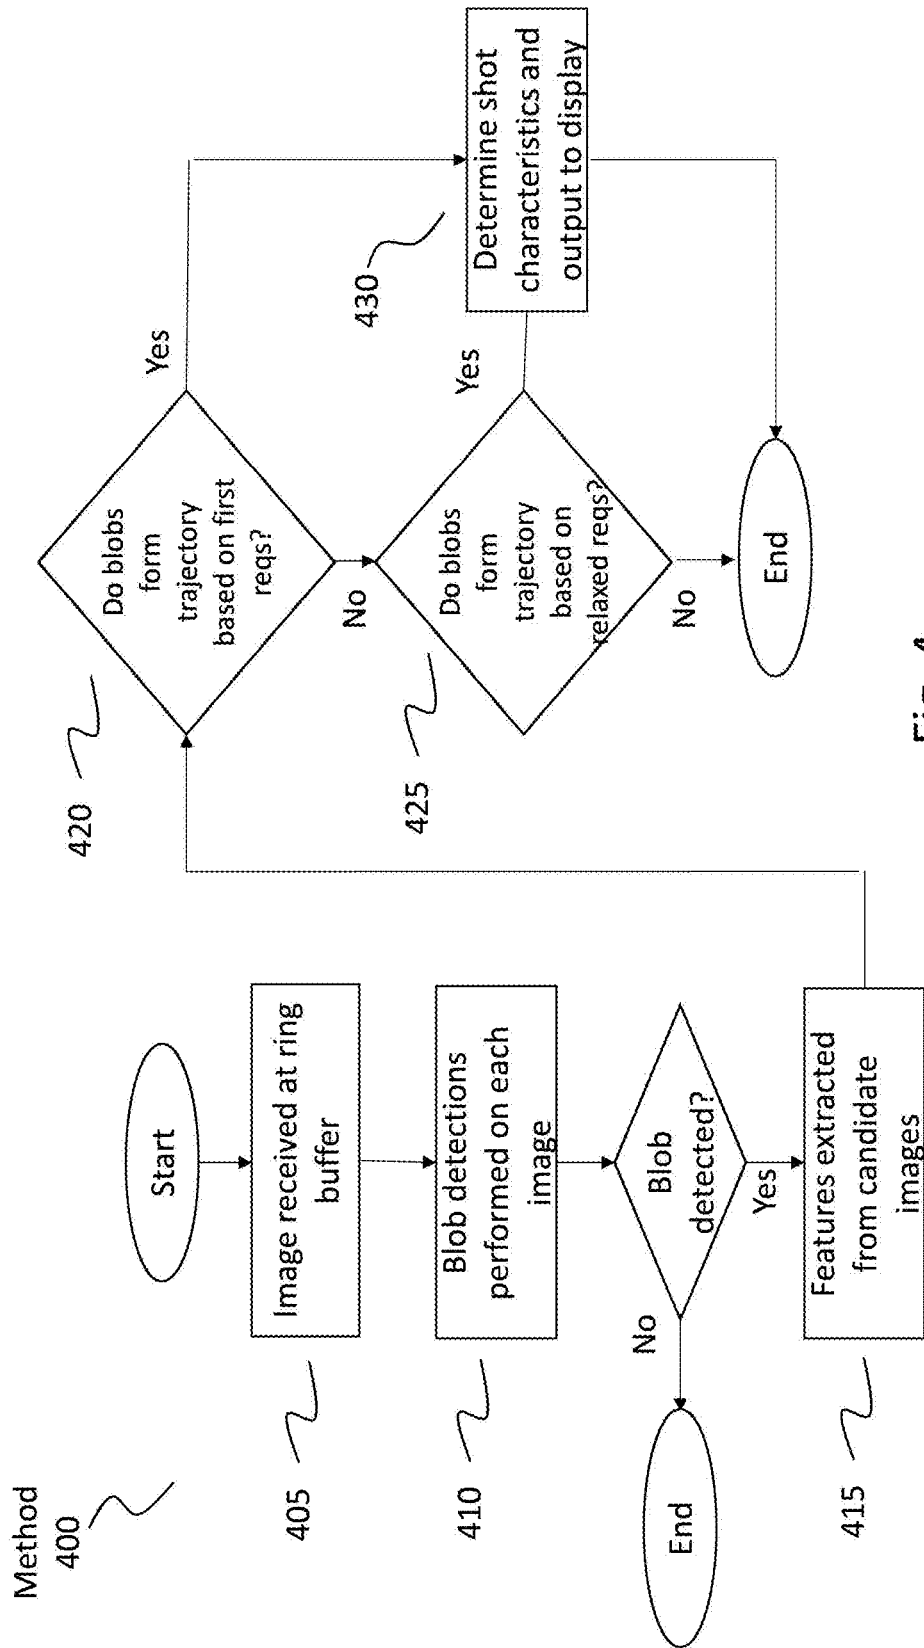 Method
400
Start
405
Image received at ring
buffer
410
Blob detections
performed on each
image
Blob
detected?
No
End
Yes
415
Features extracted
from candidate
images
420
Do blobs
form
trajectory
based on first
reqs?
Yes
No
425
Do blobs
form
trajectory
based on
relaxed reqs?
Yes
No
430
Determine shot
characteristics and
output to display
End